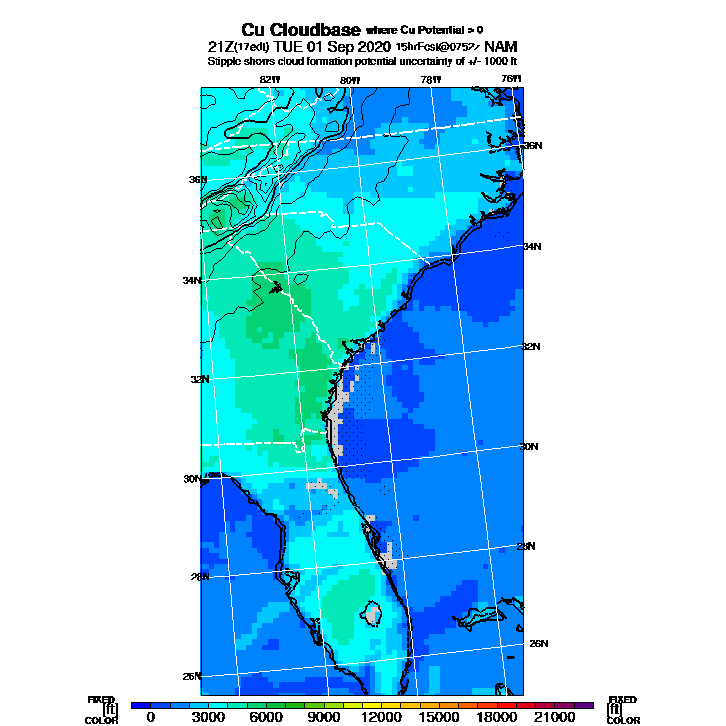 Cu Cloudbase where Cu Potential > 0
21Z(17edt) TUE 01 Sep 2020 15hrFcst@0752z NAM
Stipple shows cloud formation potential uncertainty of +/- 1000 ft
82W 80W 78W 76W
36N 36N
34N 34N
32N 32N
30N 30N
28N 28N
26N 26N
FIXED FIXED
[ft] [ft]
COLOR COLOR
0 3000 6000 9000 12000 15000 18000 21000